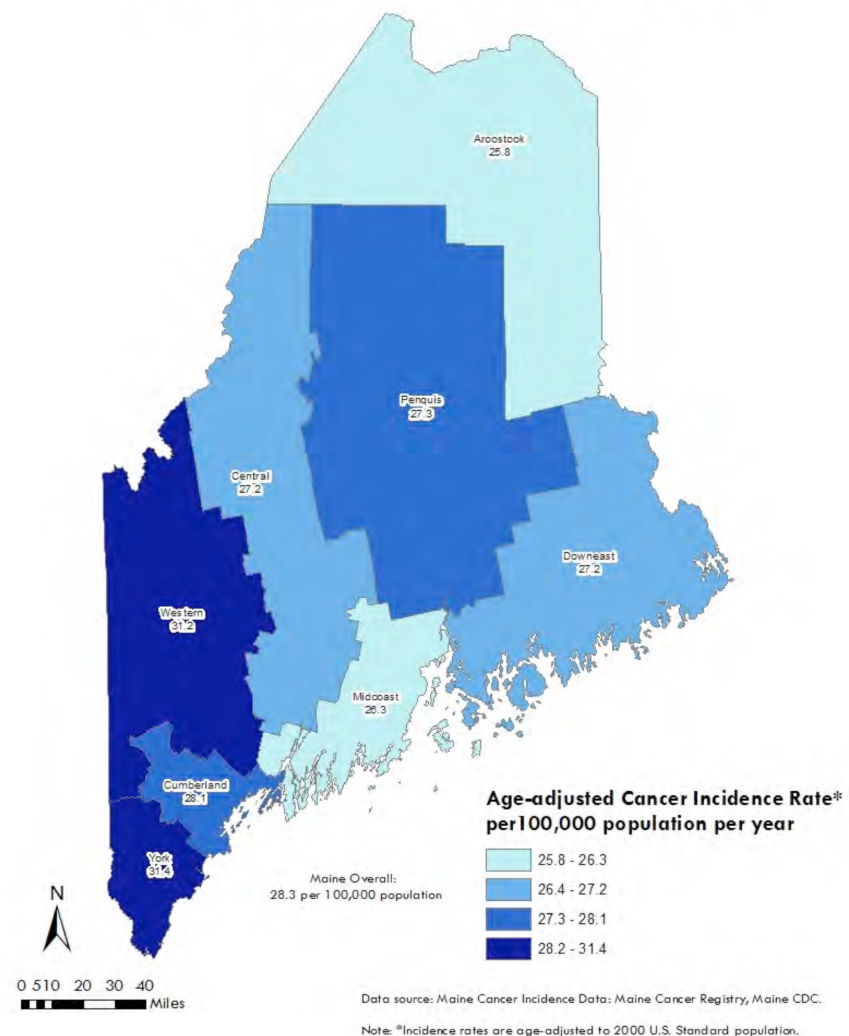 Aroostook
25.8
Penquis
27.3
Central
27.2
Downeast
27.2
Western
31.2
Midcoast
26.3
Cumberland
28.1
York
31.4
Age-adjusted Cancer Incidence Rate*
per100,000 population per year
25.8 - 26.3
26.4 - 27.2
27.3 - 28.1
28.2 - 31.4
Maine Overall:
28.3 per 100,000 population
N
0 510 20 30 40
Miles
Data source: Maine Cancer Incidence Data: Maine Cancer Registry, Maine CDC.
Note: *Incidence rates are age-adjusted to 2000 U.S. Standard population.